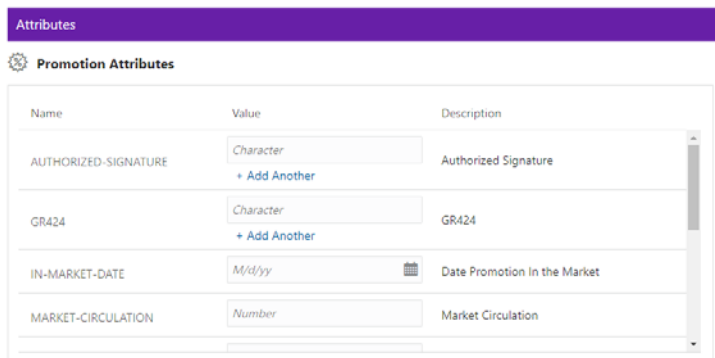 Attributes
Promotion Attributes
Name Value Description
AUTHORIZED-SIGNATURE Character Authorized Signature
+ Add Another
GR424 Character GR424
+ Add Another
IN-MARKET-DATE M/d/yy Date Promotion In the Market
MARKET-CIRCULATION Number Market Circulation